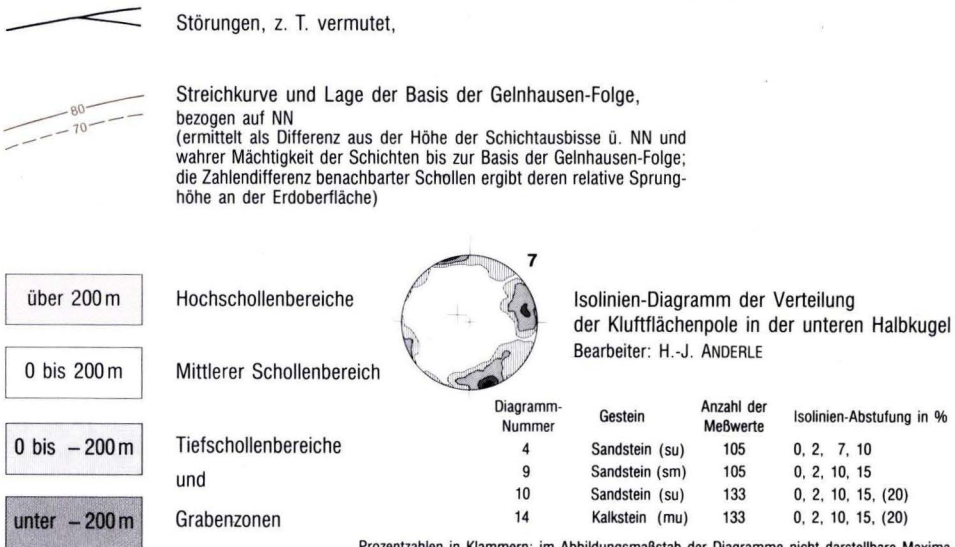 Störungen, z. T. vermutet,
80
70
Streichkurve und Lage der Basis der Gelnhausen-Folge,
bezogen auf NN
(ermittelt als Differenz aus der Höhe der Schichtausbisse ü. NN und
wahrer Mächtigkeit der Schichten bis zur Basis der Gelnhausen-Folge;
die Zahlendifferenz benachbarter Schollen ergibt deren relative Sprung-
höhe an der Erdoberfläche)
über 200 m Hochschollenbereiche
0 bis 200 m Mittlerer Schollenbereich
0 bis – 200 m Tiefschollenbereiche
und
unter – 200 m Grabenzonen
7
Isolinien-Diagramm der Verteilung
der Kluftflächenpole in der unteren Halbkugel
Bearbeiter: H.-J. ANDERLE
Diagramm-Nummer Gestein Anzahl der Meßwerte Isolinien-Abstufung in %
4 Sandstein (su) 105 0, 2, 7, 10
9 Sandstein (sm) 105 0, 2, 10, 15
10 Sandstein (su) 133 0, 2, 10, 15, (20)
14 Kalkstein (mu) 133 0, 2, 10, 15, (20)
Prozentzahlen in Klammern: im Abbildungsmaßstab der Diagramme nicht darstellbare Maxima